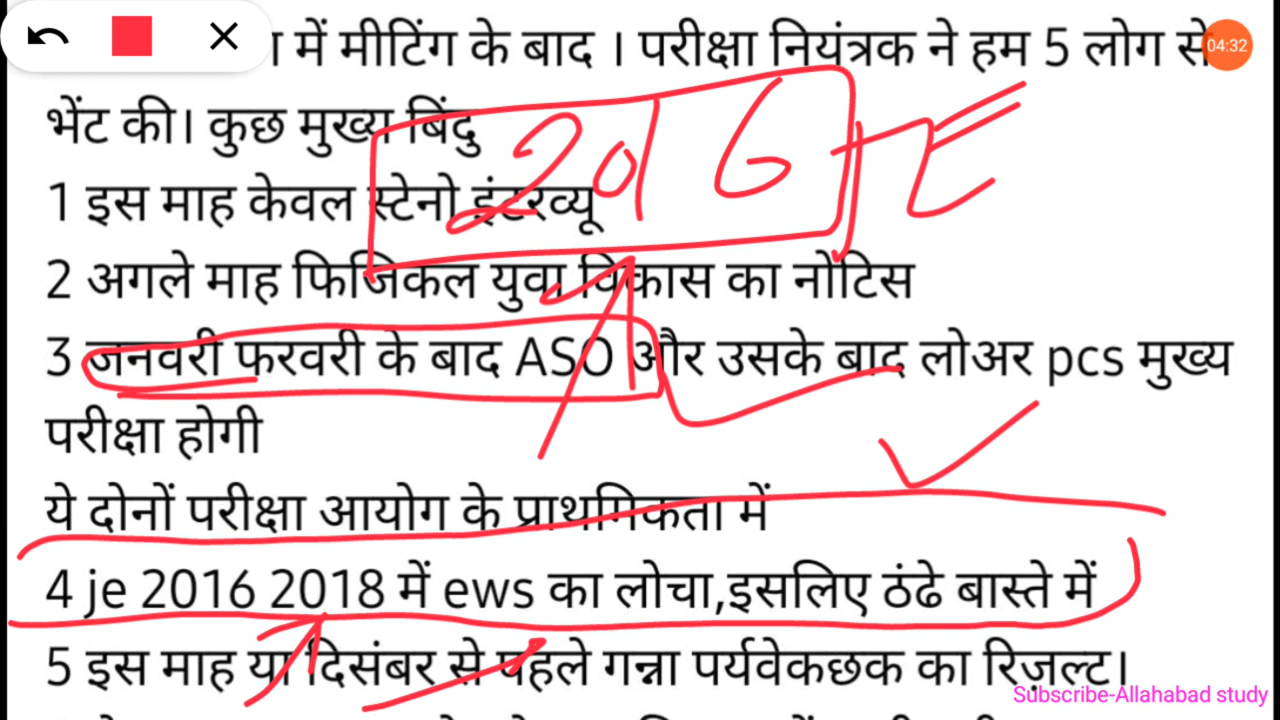 में मीटिंग के बाद । परीक्षा नियंत्रक ने हम 5 लोग से
04:32
भेंट की। कुछ मुख्य बिंदु
2016
1 इस माह केवल स्टेनो इंटरव्यू
2 अगले माह फिजिकल युवा विकास का नोटिस
3 जनवरी फरवरी के बाद ASO और उसके बाद लोअर pcs मुख्य
परीक्षा होगी
ये दोनों परीक्षा आयोग के प्राथमिकता में
4 je 2016 2018 में ews का लोचा,इसलिए ठंढे बास्ते में
5 इस माह या दिसंबर से पहले गन्ना पर्यवेकछक का रिज़ल्ट।
Subscribe-Allahabad study